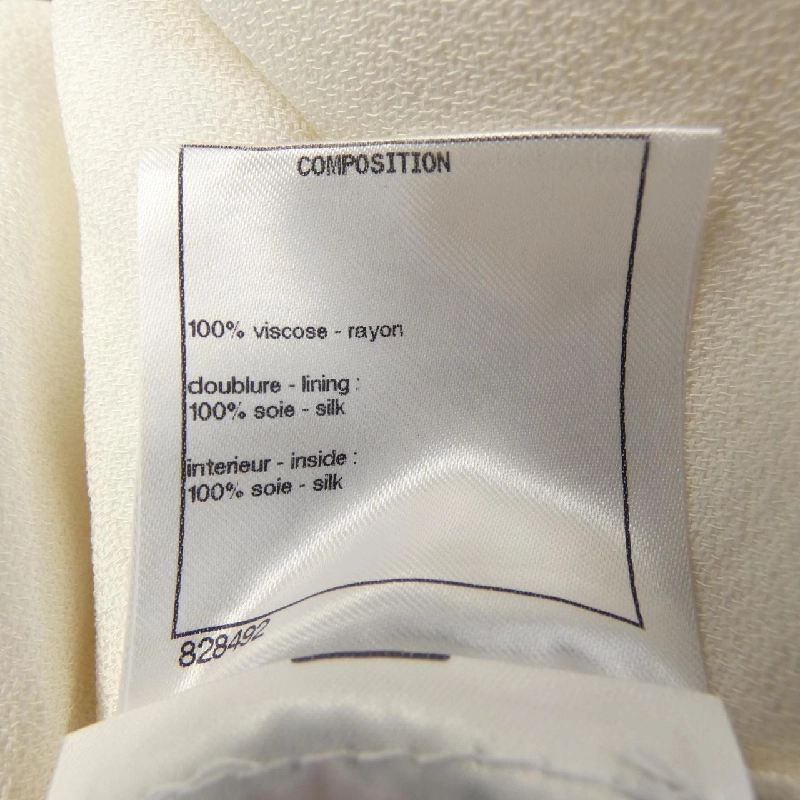 COMPOSITION
100% viscose - rayon
doublure - lining :
100% soie - silk
interieur - inside :
100% soie - silk
828492